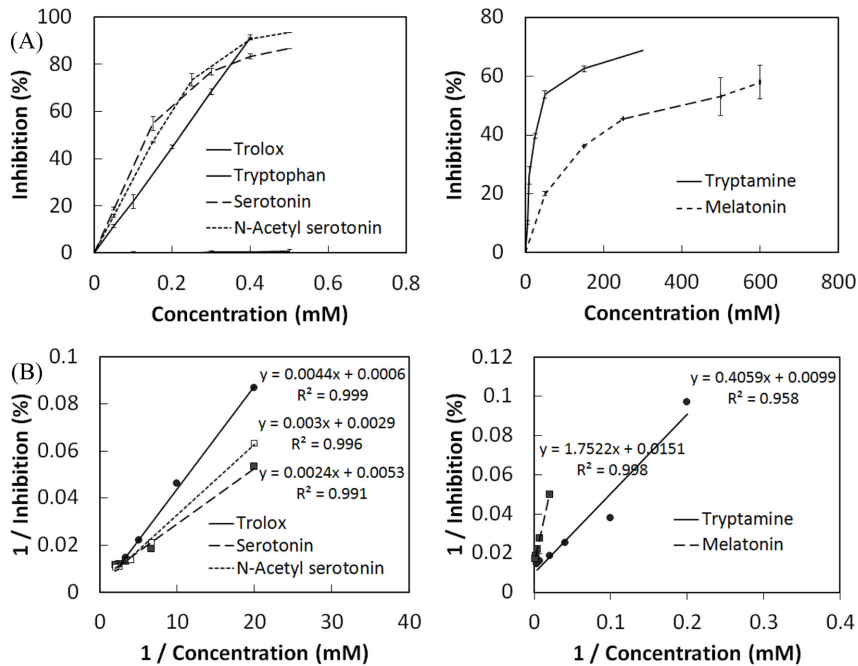 (A)
Inhibition (%)
100
80
60
40
20
0
Trolox
Tryptophan
Serotonin
N-Acetyl serotonin
0 0.2 0.4 0.6 0.8
Concentration (mM)
Inhibition (%)
80
60
40
20
0
Tryptamine
Melatonin
0 200 400 600 800
Concentration (mM)
(B)
1 / Inhibition (%)
0.1
0.08
0.06
0.04
0.02
0
y = 0.0044x + 0.0006
R² = 0.999
y = 0.003x + 0.0029
R² = 0.996
y = 0.0024x + 0.0053
R² = 0.991
Trolox
Serotonin
N-Acetyl serotonin
0 10 20 30 40
1 / Concentration (mM)
1 / Inhibition (%)
0.12
0.1
0.08
0.06
0.04
0.02
0
y = 0.4059x + 0.0099
R² = 0.958
y = 1.7522x + 0.0151
R² = 0.998
Tryptamine
Melatonin
0 0.1 0.2 0.3 0.4
1 / Concentration (mM)